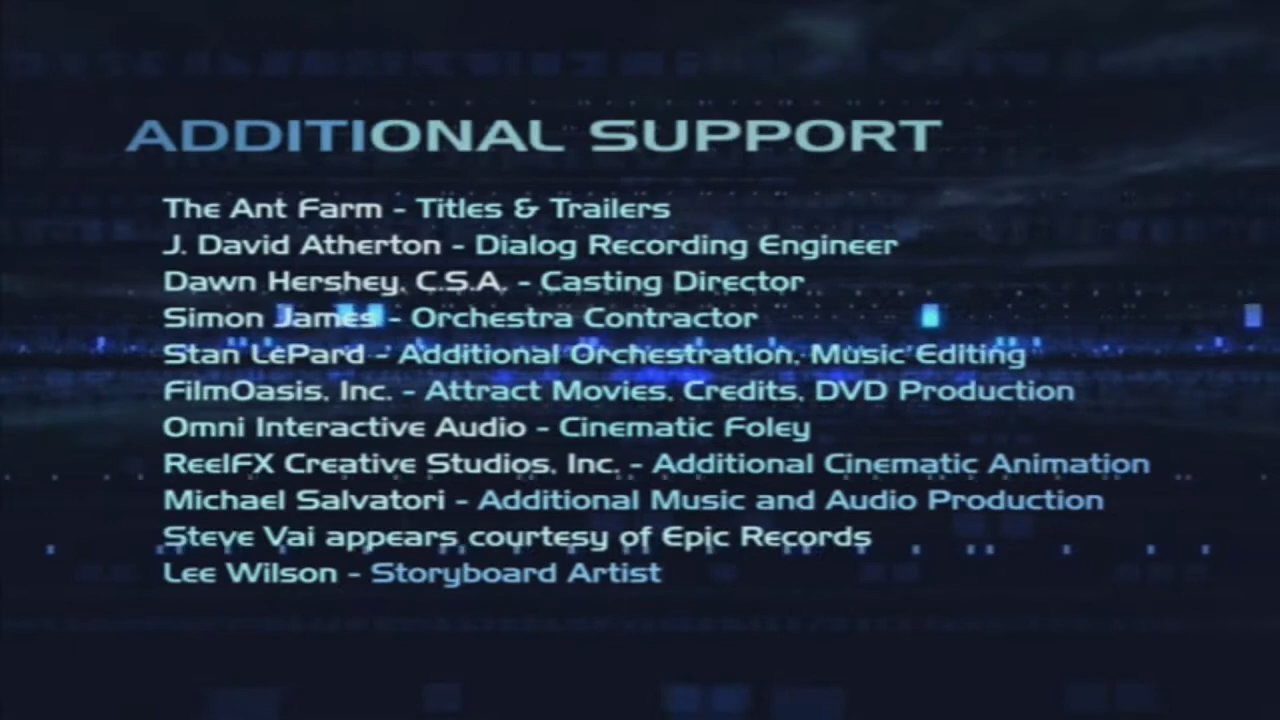 ADDITIONAL SUPPORT
The Ant Farm - Titles & Trailers
J. David Atherton - Dialog Recording Engineer
Dawn Hershey, C.S.A. - Casting Director
Simon James - Orchestra Contractor
Stan LePard - Additional Orchestration, Music Editing
FilmOasis, Inc. - Attract Movies, Credits, DVD Production
Omni Interactive Audio - Cinematic Foley
ReelFX Creative Studios, Inc. - Additional Cinematic Animation
Michael Salvatori - Additional Music and Audio Production
Steve Vai appears courtesy of Epic Records
Lee Wilson - Storyboard Artist